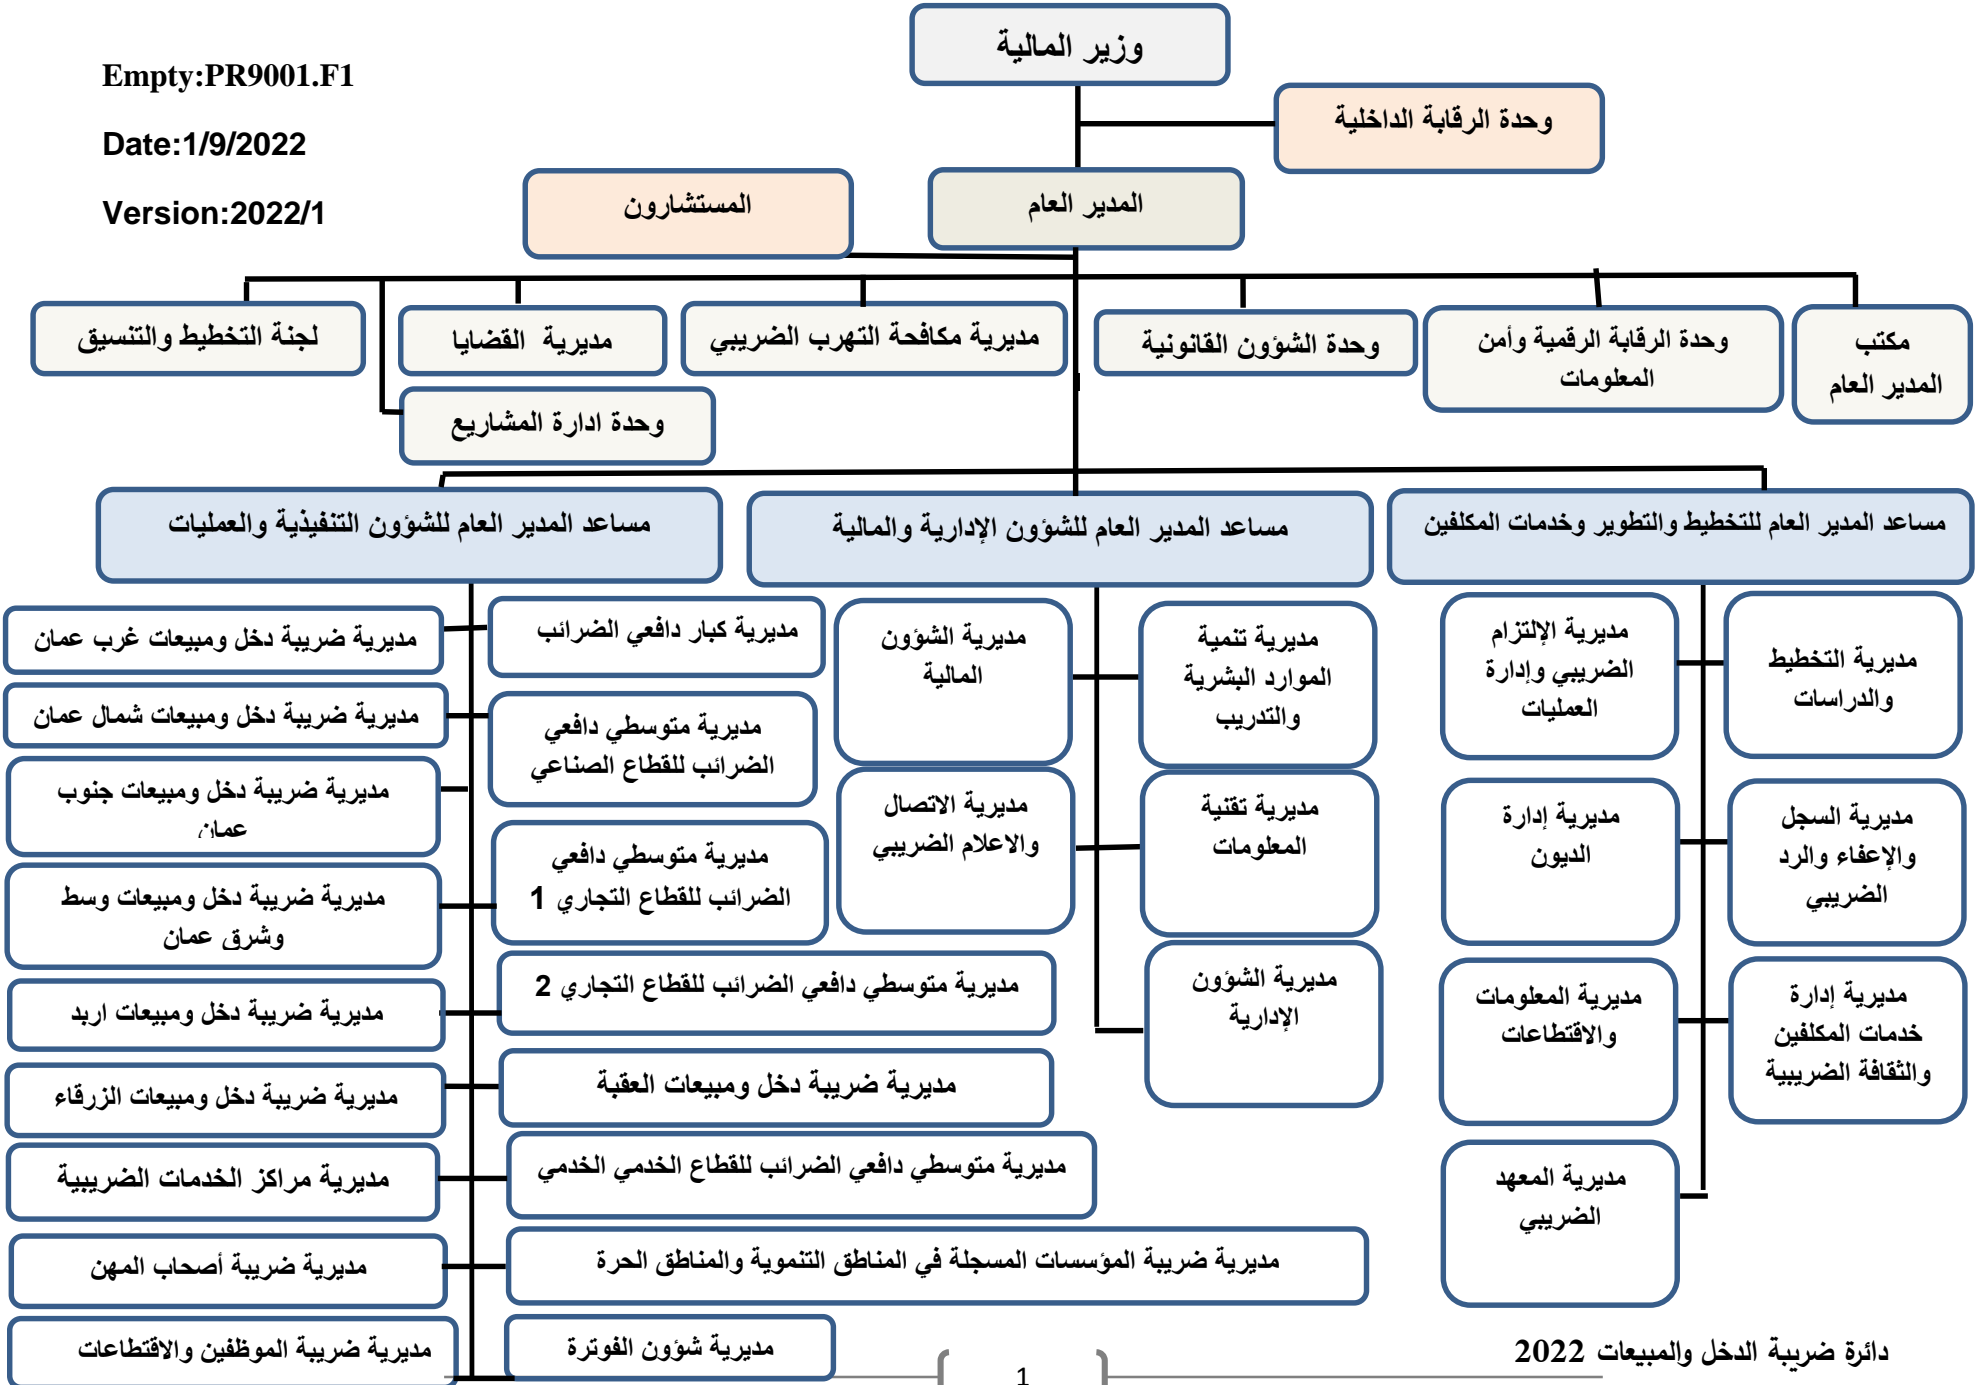 وزير المالية
Empty:PR9001.F1
Date:1/9/2022
Version:2022/1
وحدة الرقابة الداخلية
المدير العام
المستشارون
مكتب
المدير العام
وحدة الرقابة الرقمية وأمن
المعلومات
وحدة الشؤون القانونية
مديرية مكافحة التهرب الضريبي
مديرية القضايا
لجنة التخطيط والتنسيق
وحدة ادارة المشاريع
مساعد المدير العام للتخطيط والتطوير وخدمات المكلفين
مساعد المدير العام للشؤون الإدارية والمالية
مساعد المدير العام للشؤون التنفيذية والعمليات
مديرية التخطيط
والدراسات
مديرية الإلتزام
الضريبي وإدارة
العمليات
مديرية السجل
والإعفاء والرد
الضريبي
مديرية إدارة
الديون
مديرية إدارة
خدمات المكلفين
والثقافة الضريبية
مديرية المعلومات
والاقتطاعات
مديرية المعهد
الضريبي
مديرية تنمية
الموارد البشرية
والتدريب
مديرية الشؤون
المالية
مديرية تقنية
المعلومات
مديرية الاتصال
والاعلام الضريبي
مديرية الشؤون
الإدارية
مديرية كبار دافعي الضرائب
مديرية ضريبة دخل ومبيعات غرب عمان
مديرية متوسطي دافعي
الضرائب للقطاع الصناعي
مديرية ضريبة دخل ومبيعات شمال عمان
مديرية ضريبة دخل ومبيعات جنوب
عمان
مديرية متوسطي دافعي
الضرائب للقطاع التجاري 1
مديرية ضريبة دخل ومبيعات وسط
وشرق عمان
مديرية متوسطي دافعي الضرائب للقطاع التجاري 2
مديرية ضريبة دخل ومبيعات اربد
مديرية ضريبة دخل ومبيعات العقبة
مديرية ضريبة دخل ومبيعات الزرقاء
مديرية متوسطي دافعي الضرائب للقطاع الخدمي الخدمي
مديرية مراكز الخدمات الضريبية
مديرية ضريبة المؤسسات المسجلة في المناطق التنموية والمناطق الحرة
مديرية ضريبة أصحاب المهن
مديرية شؤون الفوترة
مديرية ضريبة الموظفين والاقتطاعات
دائرة ضريبة الدخل والمبيعات 2022
1